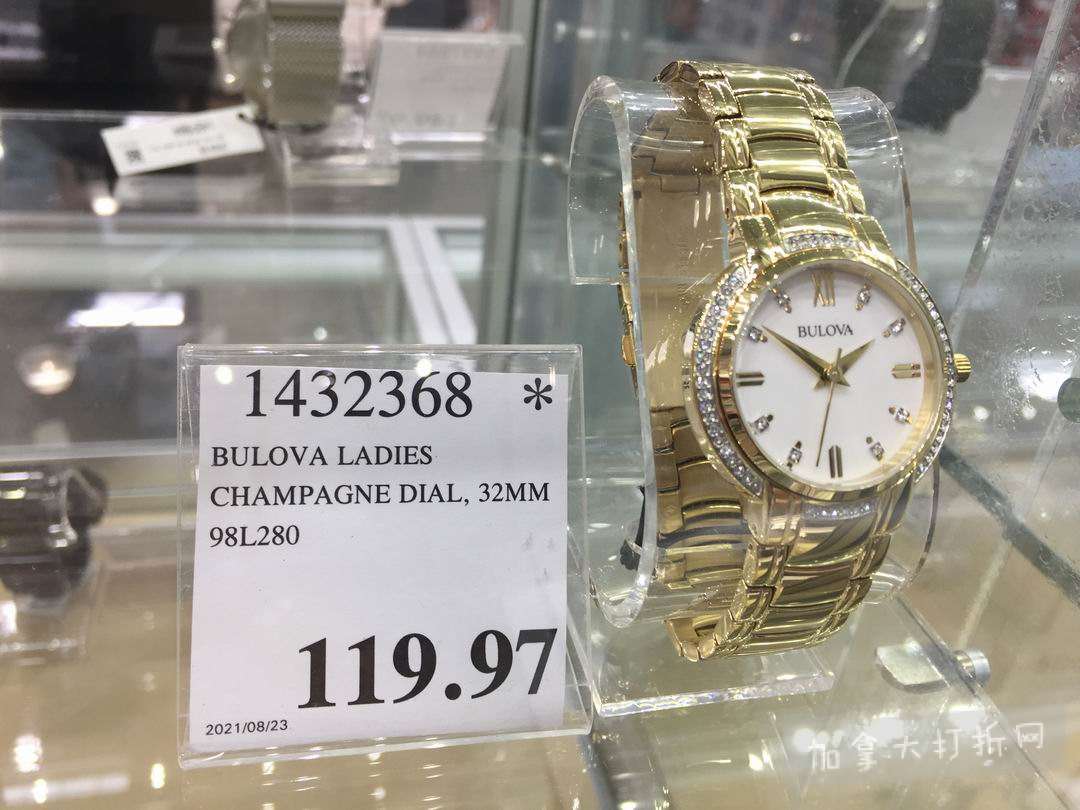 1432368 *
BULOVA LADIES
CHAMPAGNE DIAL, 32MM
98L280
119.97
2021/08/23
XII
BULOVA
加拿大打折网